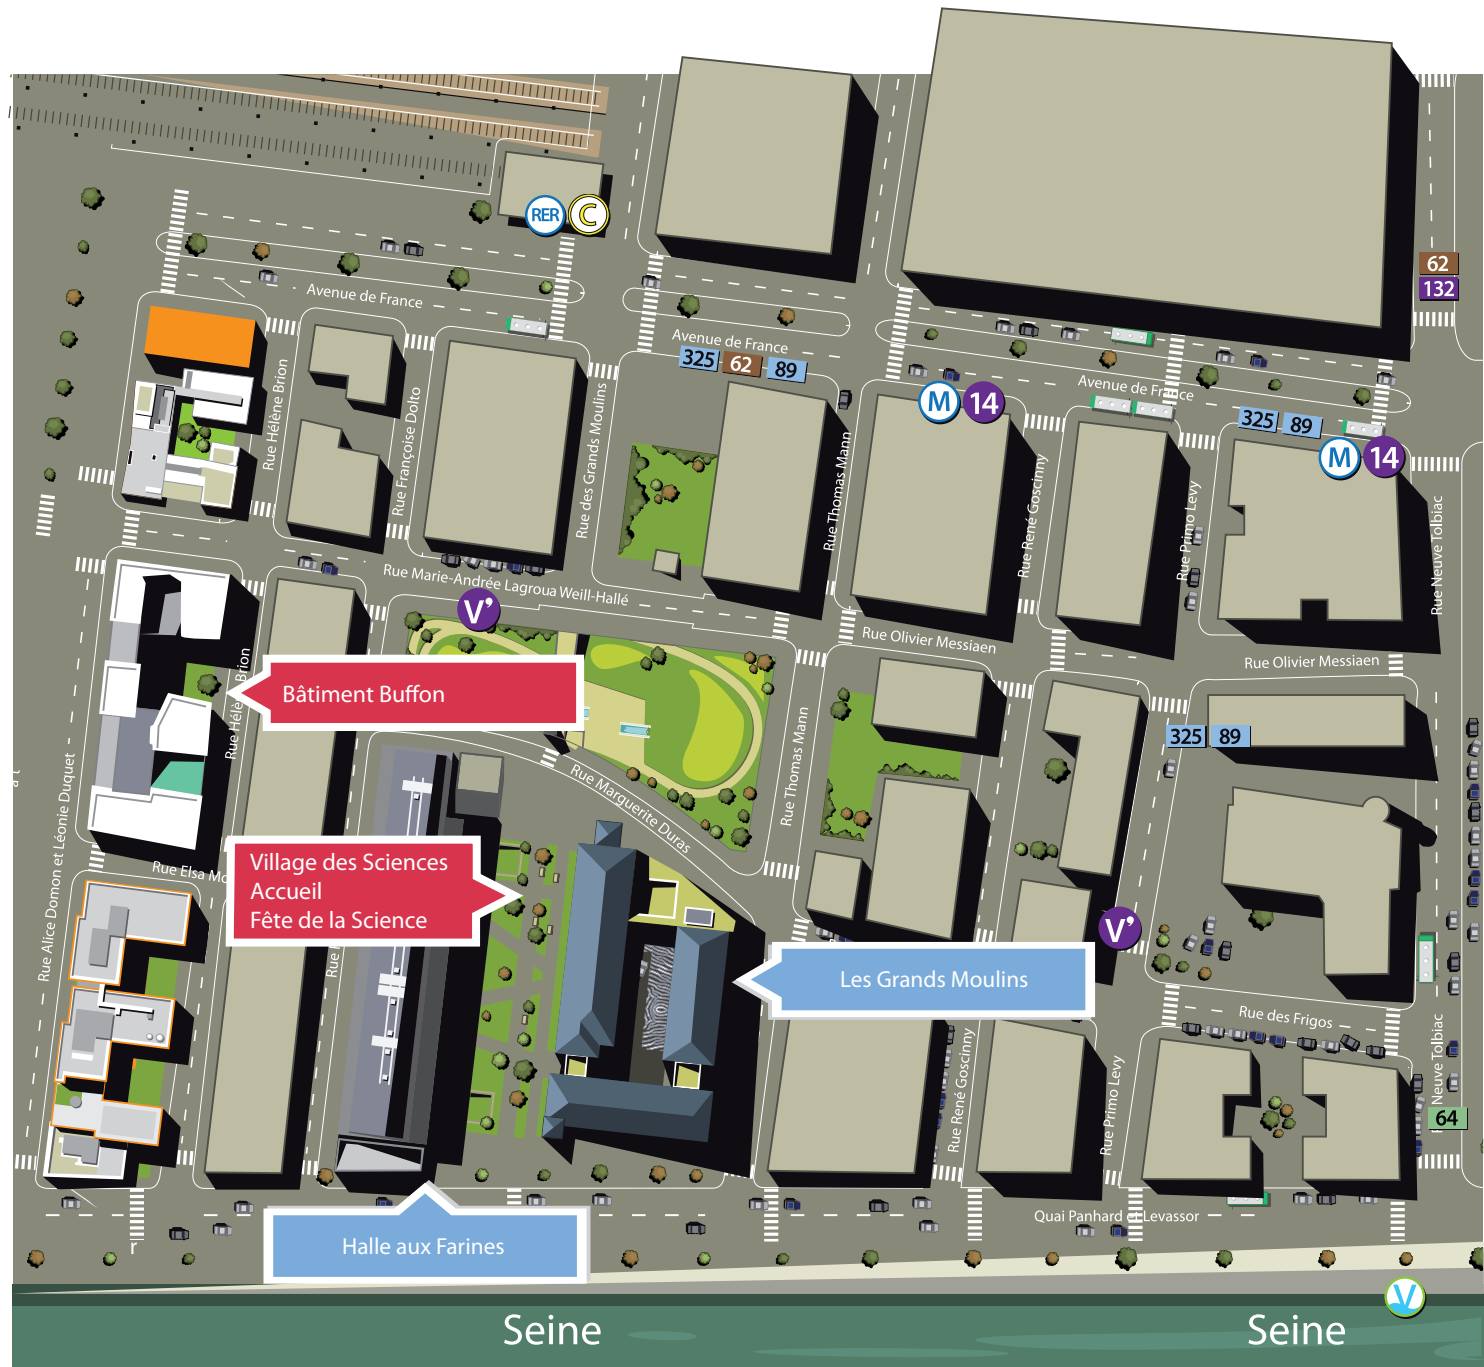 RER
C
62
132
Avenue de France
Avenue de France
325 62 89
Avenue de France
M 14
325 89
M 14
Rue Hélène Brion
Rue Françoise Dolto
Rue des Grands Moulins
Rue Thomas Mann
Rue René Goscinny
Rue Primo Levy
Rue Neuve Tolbiac
Rue Marie-Andrée Lagroua Weill-Hallé
V'
Rue Olivier Messiaen
Rue Olivier Messiaen
Bâtiment Buffon
Rue Hélène Brion
325 89
Rue Thomas Mann
Rue Alice Domon et Léonie Duquet
Rue Marguerite Duras
Rue Elsa Mo
Village des Sciences
Accueil
Fête de la Science
V'
Rue
Les Grands Moulins
Rue des Frigos
Rue René Goscinny
Rue Primo Levy
Neuve Tolbiac
64
Quai Panhard et Levassor
Halle aux Farines
r
V
Seine
Seine